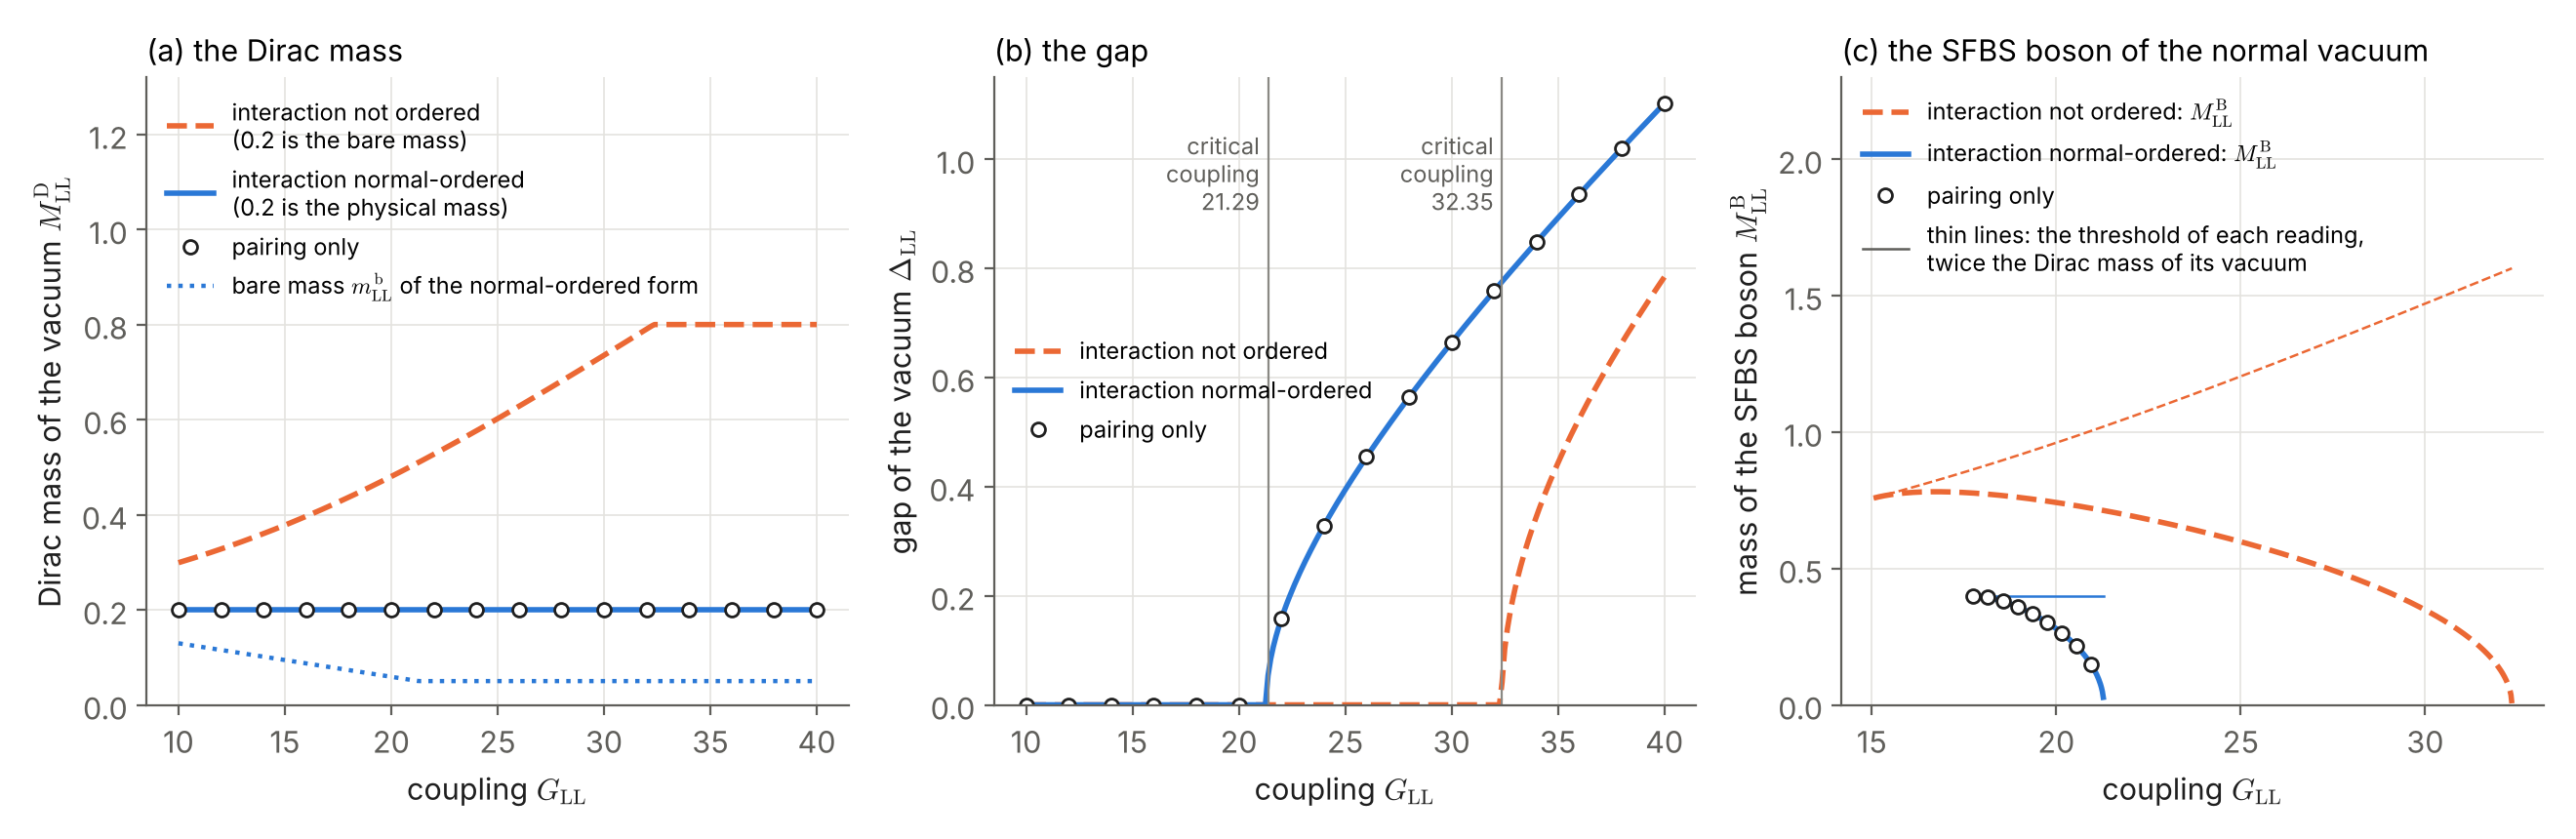 (a) the Dirac mass
Dirac mass of the vacuum M^D_LL
1.2
1.0
0.8
0.6
0.4
0.2
0.0
interaction not ordered
(0.2 is the bare mass)
interaction normal-ordered
(0.2 is the physical mass)
pairing only
bare mass m^b_LL of the normal-ordered form
10 15 20 25 30 35 40
coupling G_LL
(b) the gap
gap of the vacuum Δ_LL
1.0
0.8
0.6
0.4
0.2
0.0
critical
coupling
21.29
critical
coupling
32.35
interaction not ordered
interaction normal-ordered
pairing only
10 15 20 25 30 35 40
coupling G_LL
(c) the SFBS boson of the normal vacuum
mass of the SFBS boson M^B_LL
2.0
1.5
1.0
0.5
0.0
interaction not ordered: M^B_LL
interaction normal-ordered: M^B_LL
pairing only
thin lines: the threshold of each reading,
twice the Dirac mass of its vacuum
15 20 25 30
coupling G_LL